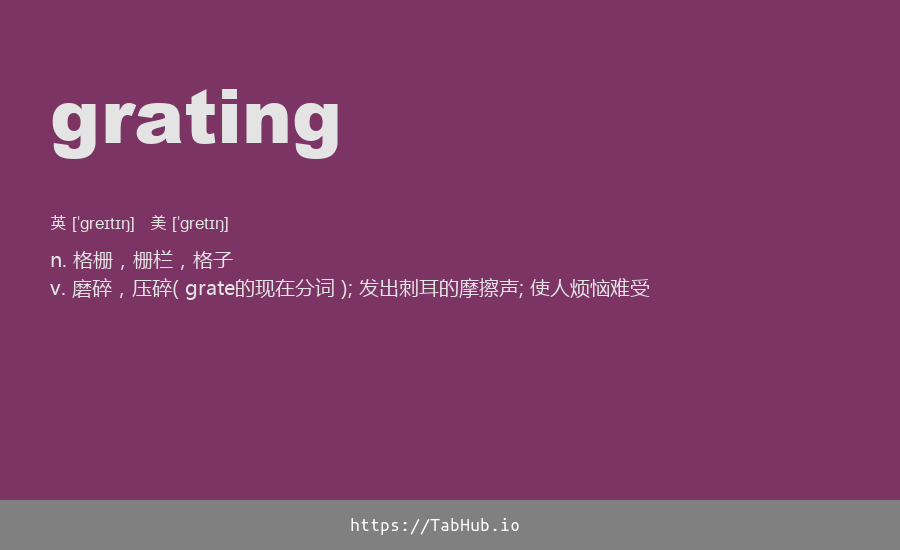 grating
英 [ˈgreɪtɪŋ] 美 [ˈgretɪŋ]
n. 格栅，栅栏，格子
v. 磨碎，压碎( grate的现在分词 ); 发出刺耳的摩擦声; 使人烦恼难受
https://TabHub.io